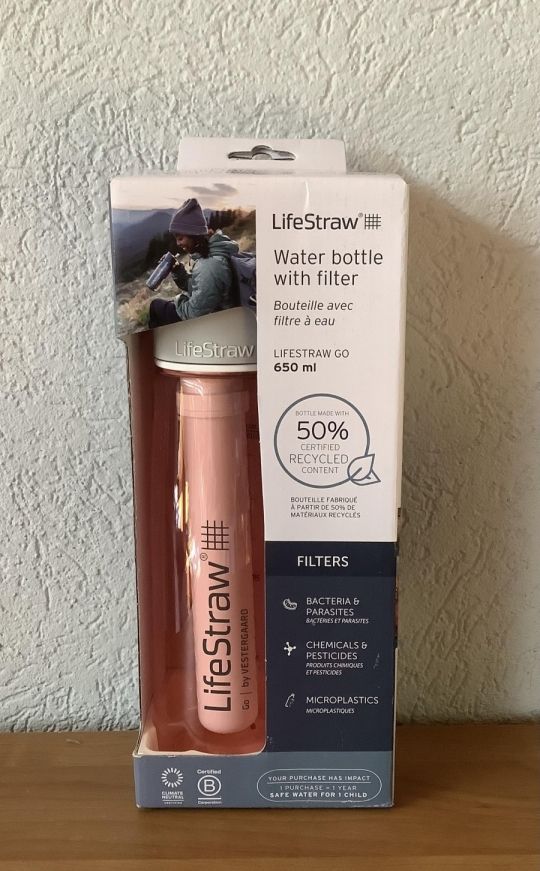 LifeStraw®
Water bottle
with filter
Bouteille avec
filtre à eau
LIFESTRAW GO
650 ml
BOTTLE MADE WITH
50%
CERTIFIED
RECYCLED
CONTENT
BOUTEILLE FABRIQUÉ
À PARTIR DE 50% DE
MATÉRIAUX RECYCLÉS
LifeStraw
LifeStraw®
Go | by VESTERGAARD
FILTERS
BACTERIA &
PARASITES
BACTÉRIES ET PARASITES
CHEMICALS &
PESTICIDES
PRODUITS CHIMIQUES
ET PESTICIDES
MICROPLASTICS
MICROPLASTIQUES
CLIMATE
NEUTRAL
CERTIFIED
Certified
B
Corporation
YOUR PURCHASE HAS IMPACT
1 PURCHASE = 1 YEAR
SAFE WATER FOR 1 CHILD